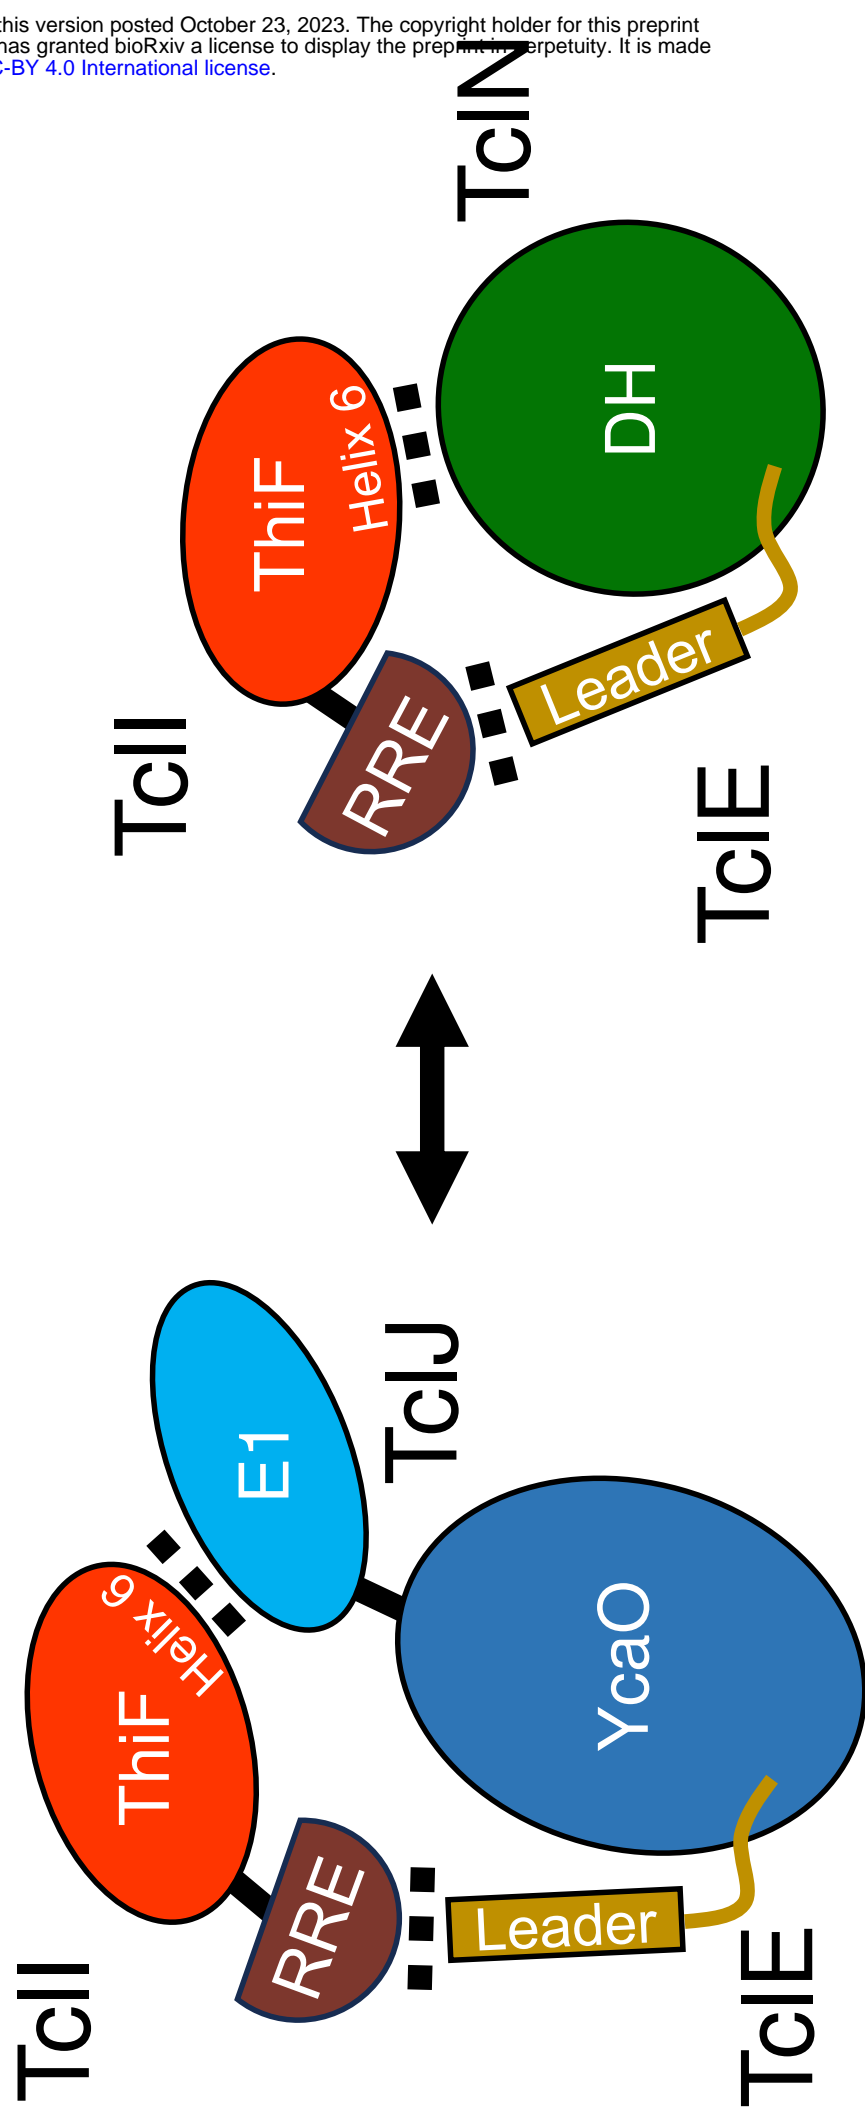 this version posted October 23, 2023. The copyright holder for this preprint
has granted bioRxiv a license to display the preprint in perpetuity. It is made
C-BY 4.0 International license.
TclI
ThiF
Helix 6
RRE
Leader
TclE
E1
TclJ
YcaO
TclI
ThiF
Helix 6
RRE
Leader
TclE
DH
TclN